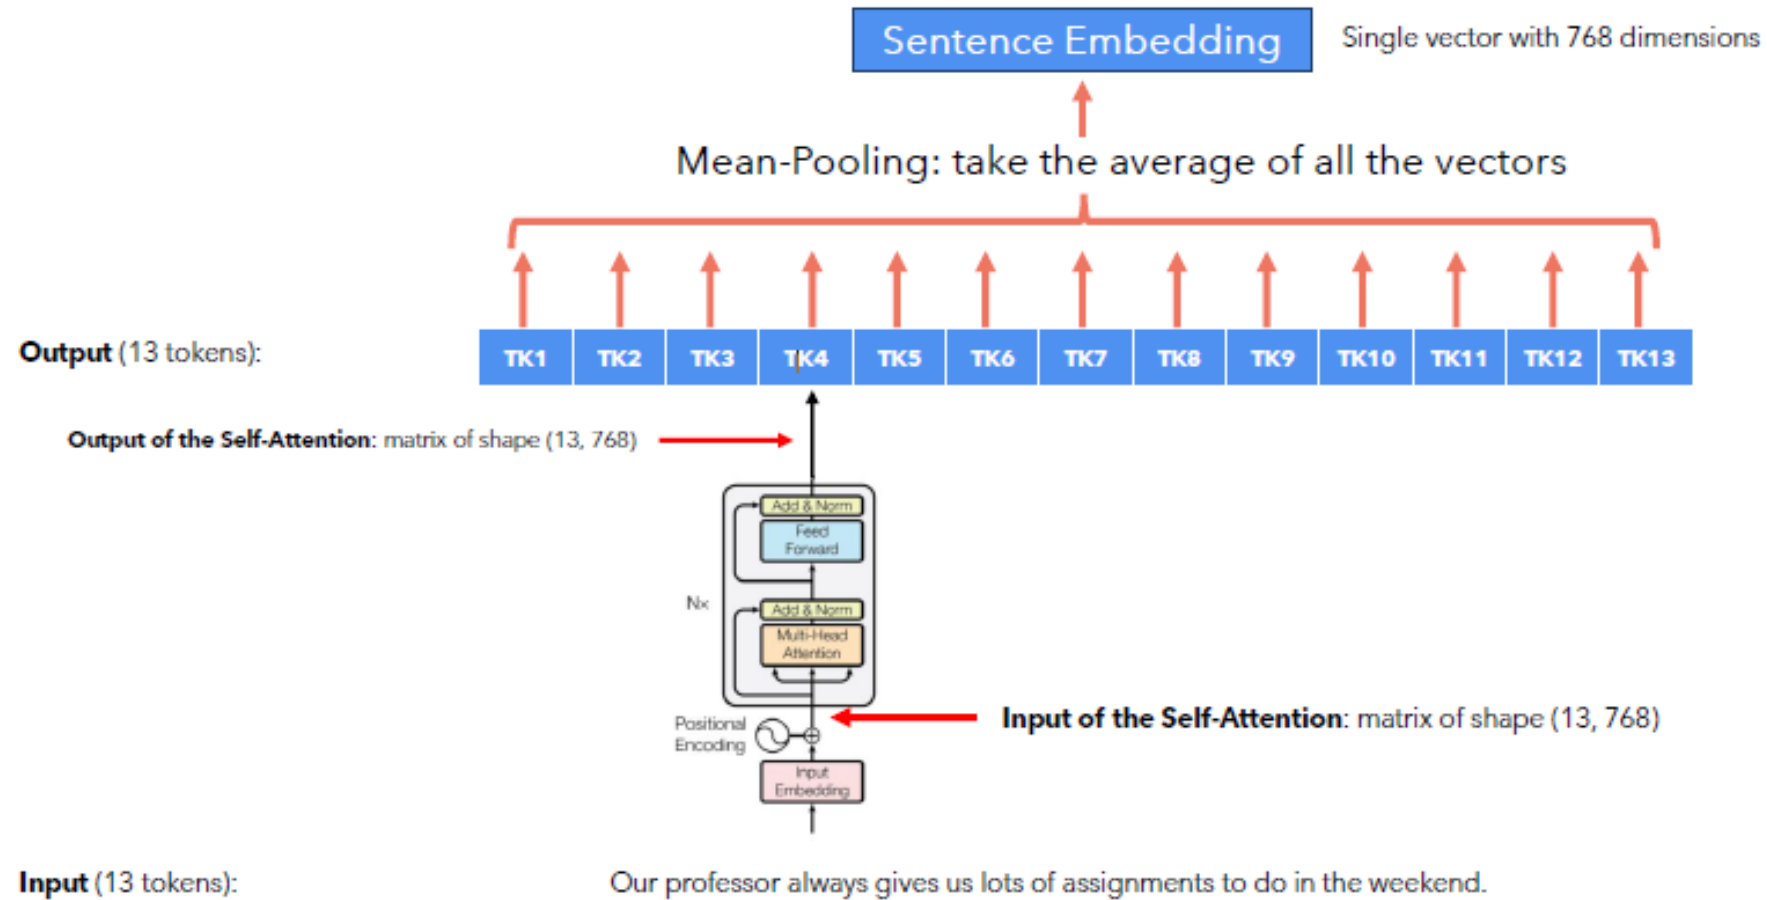 Sentence Embedding
Single vector with 768 dimensions
Mean-Pooling: take the average of all the vectors
Output (13 tokens):
TK1 TK2 TK3 TK4 TK5 TK6 TK7 TK8 TK9 TK10 TK11 TK12 TK13
Output of the Self-Attention: matrix of shape (13, 768)
Add & Norm
Feed
Forward
Nx
Add & Norm
Multi-Head
Attention
Positional
Encoding
Input of the Self-Attention: matrix of shape (13, 768)
Input
Embedding
Input (13 tokens):
Our professor always gives us lots of assignments to do in the weekend.